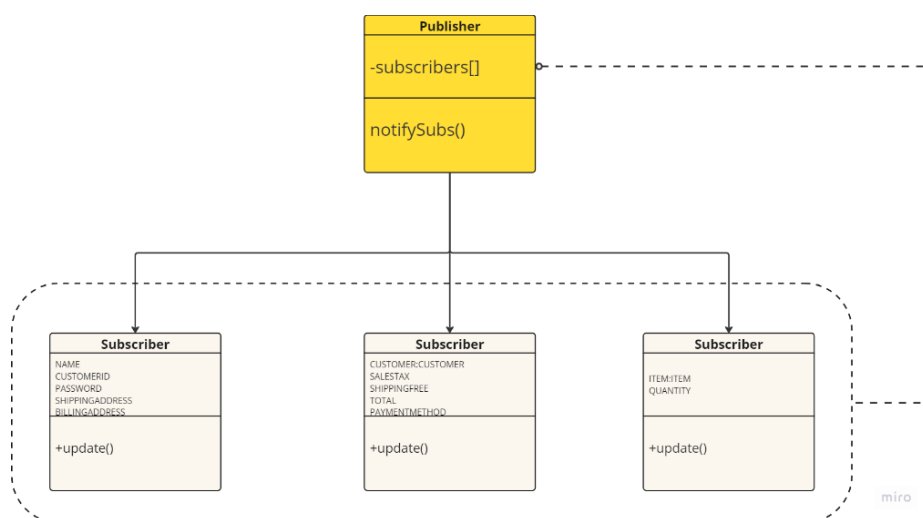 Publisher
-subscribers[]
notifySubs()
Subscriber
NAME
CUSTOMERID
PASSWORD
SHIPPINGADDRESS
BILLINGADDRESS
+update()
Subscriber
CUSTOMER:CUSTOMER
SALESTAX
SHIPPINGFREE
TOTAL
PAYMENTMETHOD
+update()
Subscriber
ITEM:ITEM
QUANTITY
+update()
miro